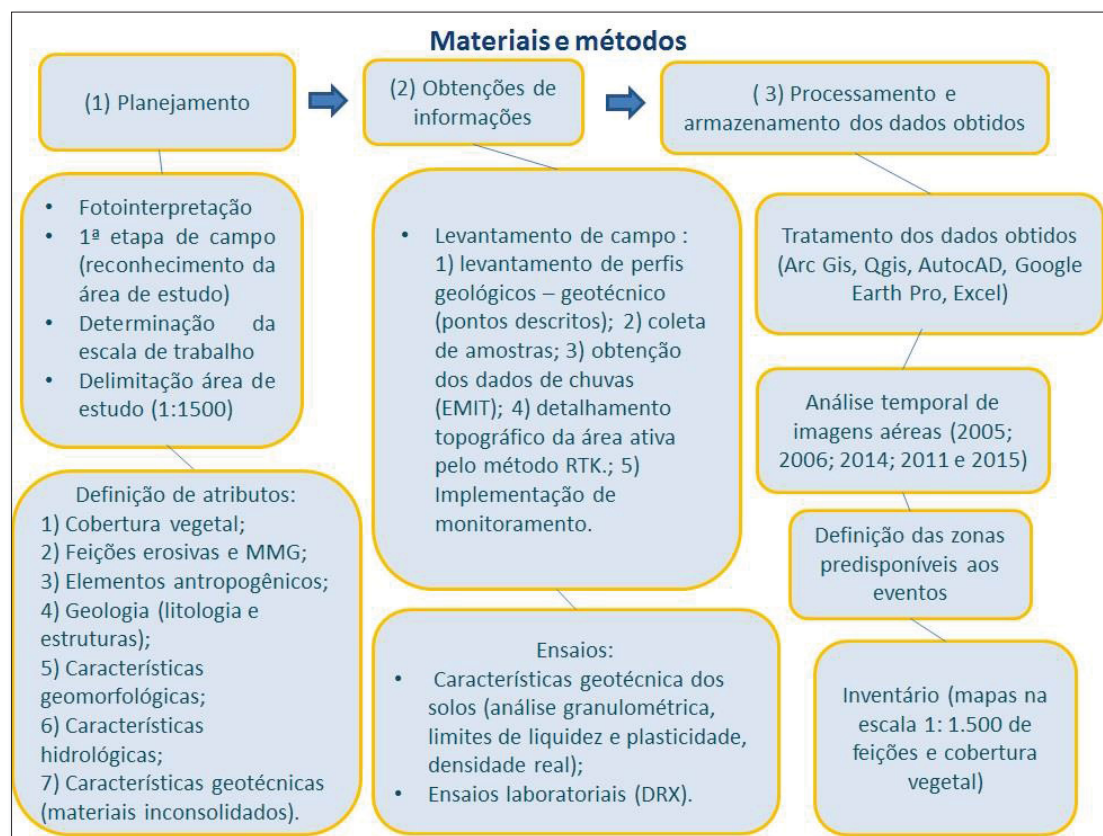 Materiais e métodos
(1) Planejamento
(2) Obtenções de
informações
( 3) Processamento e
armazenamento dos dados obtidos
• Fotointerpretação
• 1ª etapa de campo
(reconhecimento da
área de estudo)
• Determinação da
escala de trabalho
• Delimitação área de
estudo (1:1500)
Definição de atributos:
1) Cobertura vegetal;
2) Feições erosivas e MMG;
3) Elementos antropogênicos;
4) Geologia (litologia e
estruturas);
5) Características
geomorfológicas;
6) Características
hidrológicas;
7) Características geotécnicas
(materiais inconsolidados).
• Levantamento de campo :
1) levantamento de perfis
geológicos – geotécnico
(pontos descritos); 2) coleta
de amostras; 3) obtenção
dos dados de chuvas
(EMIT); 4) detalhamento
topográfico da área ativa
pelo método RTK.; 5)
Implementação de
monitoramento.
Ensaios:
• Características geotécnica dos
solos (análise granulométrica,
limites de liquidez e plasticidade,
densidade real);
• Ensaios laboratoriais (DRX).
Tratamento dos dados obtidos
(Arc Gis, Qgis, AutocAD, Google
Earth Pro, Excel)
Análise temporal de
imagens aéreas (2005;
2006; 2014; 2011 e 2015)
Definição das zonas
predisponíveis aos
eventos
Inventário (mapas na
escala 1: 1.500 de
feições e cobertura
vegetal)